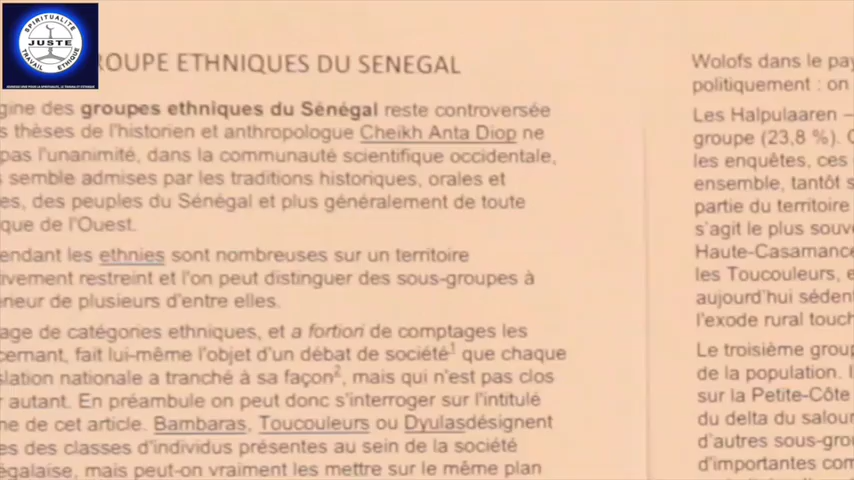 SPIRITUALITE
JUSTE
TRAVAIL ETHIQUE
ROUPE ETHNIQUES DU SENEGAL
gine des groupes ethniques du Sénégal reste controversée
s thèses de l'historien et anthropologue Cheikh Anta Diop ne
pas l'unanimité, dans la communauté scientifique occidentale,
semble admises par les traditions historiques, orales et
es, des peuples du Sénégal et plus généralement de toute
ique de l'Ouest.
endant les ethnies sont nombreuses sur un territoire
tivement restreint et l'on peut distinguer des sous-groupes à
érieur de plusieurs d'entre elles.
age de catégories ethniques, et a fortiori de comptages les
cernant, fait lui-même l'objet d'un débat de société1 que chaque
slation nationale a tranché à sa façon2, mais qui n'est pas clos
r autant. En préambule on peut donc s'interroger sur l'intitulé
ne de cet article. Bambaras, Toucouleurs ou Dyulasdésignent
es des classes d'individus présentes au sein de la société
égalaise, mais peut-on vraiment les mettre sur le même plan
Wolofs dans le pay
politiquement : on
Les Halpulaaren –
groupe (23,8 %). C
les enquêtes, ces
ensemble, tantôt s
partie du territoire
s'agit le plus souve
Haute-Casamance
les Toucouleurs, e
aujourd'hui séden
l'exode rural touch
Le troisième group
de la population. I
sur la Petite-Côte
du delta du salour
d'autres sous-grou
d'importantes com